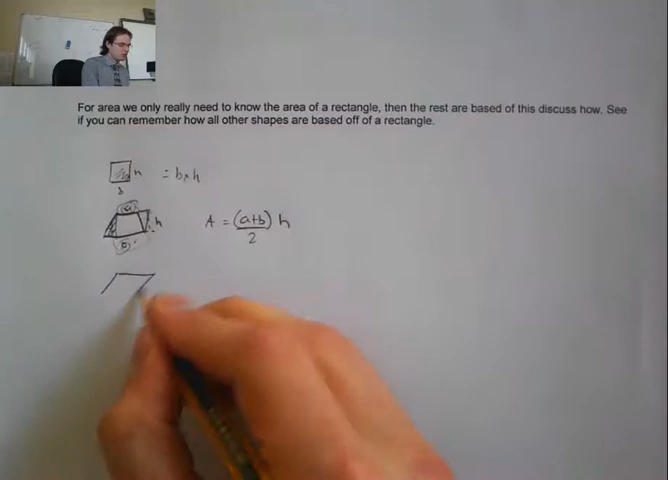 For area we only really need to know the area of a rectangle, then the rest are based of this discuss how. See
if you can remember how all other shapes are based off of a rectangle.
h = b × h
b
a
h A = (a+b)/2 h
b